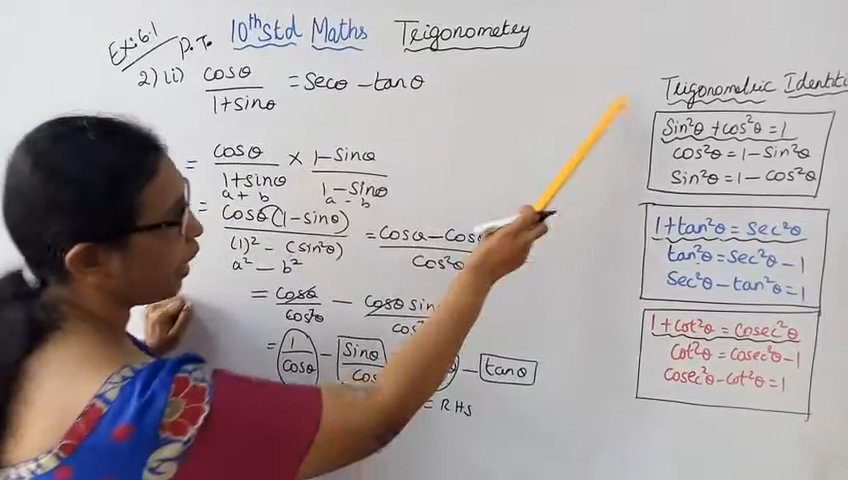 Ex:6.1 10th Std Maths Trigonometry
P.T.
2) (i) cosθ / 1+sinθ = Secθ - tanθ
= cosθ / 1+sinθ × 1-Sinθ / 1-Sinθ
a + b a - b
= Cosθ(1-sinθ) / (1)² - (sin²θ) = Cosθ-Cosθ / Cos²θ
a² - b²
= Cosθ / cos²θ - Cosθ sin / cos²
= 1 / Cosθ - Sinθ / Cos - tanθ
= RHS
Trigonometric Identiti
Sin²θ + cos²θ = 1
cos²θ = 1 - Sin²θ
Sin²θ = 1 - cos²θ
1+tan²θ = sec²θ
tan²θ = Sec²θ - 1
Sec²θ - tan²θ = 1
1+cot²θ = cosec²θ
cot²θ = cosec²θ - 1
cosec²θ - cot²θ = 1